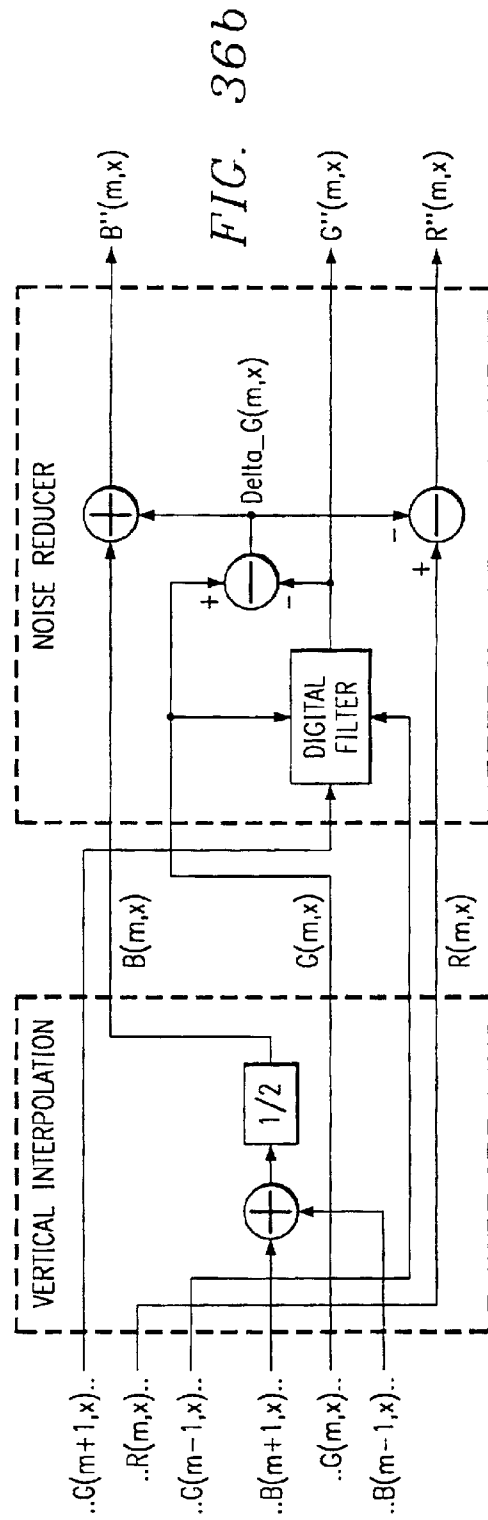 FIG. 36b
VERTICAL INTERPOLATION
NOISE REDUCER
..G(m+1,x)..
..R(m,x)..
..G(m−1,x)..
..B(m+1,x)..
..G(m,x)..
..B(m−1,x)..
1/2
B(m,x)
G(m,x)
R(m,x)
DIGITAL
FILTER
+
−
Delta_G(m,x)
−
+
B''(m,x)
G''(m,x)
R''(m,x)